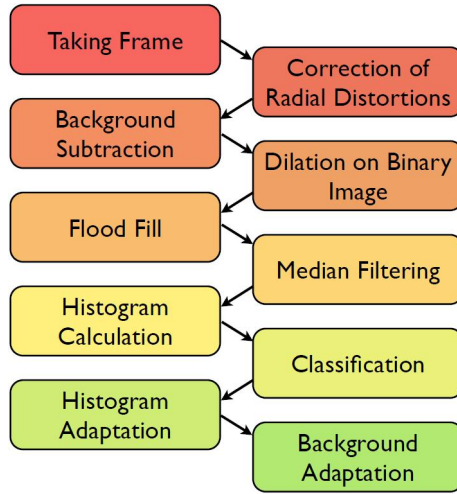 Taking Frame
Correction of
Radial Distortions
Background
Subtraction
Dilation on Binary
Image
Flood Fill
Median Filtering
Histogram
Calculation
Classification
Histogram
Adaptation
Background
Adaptation